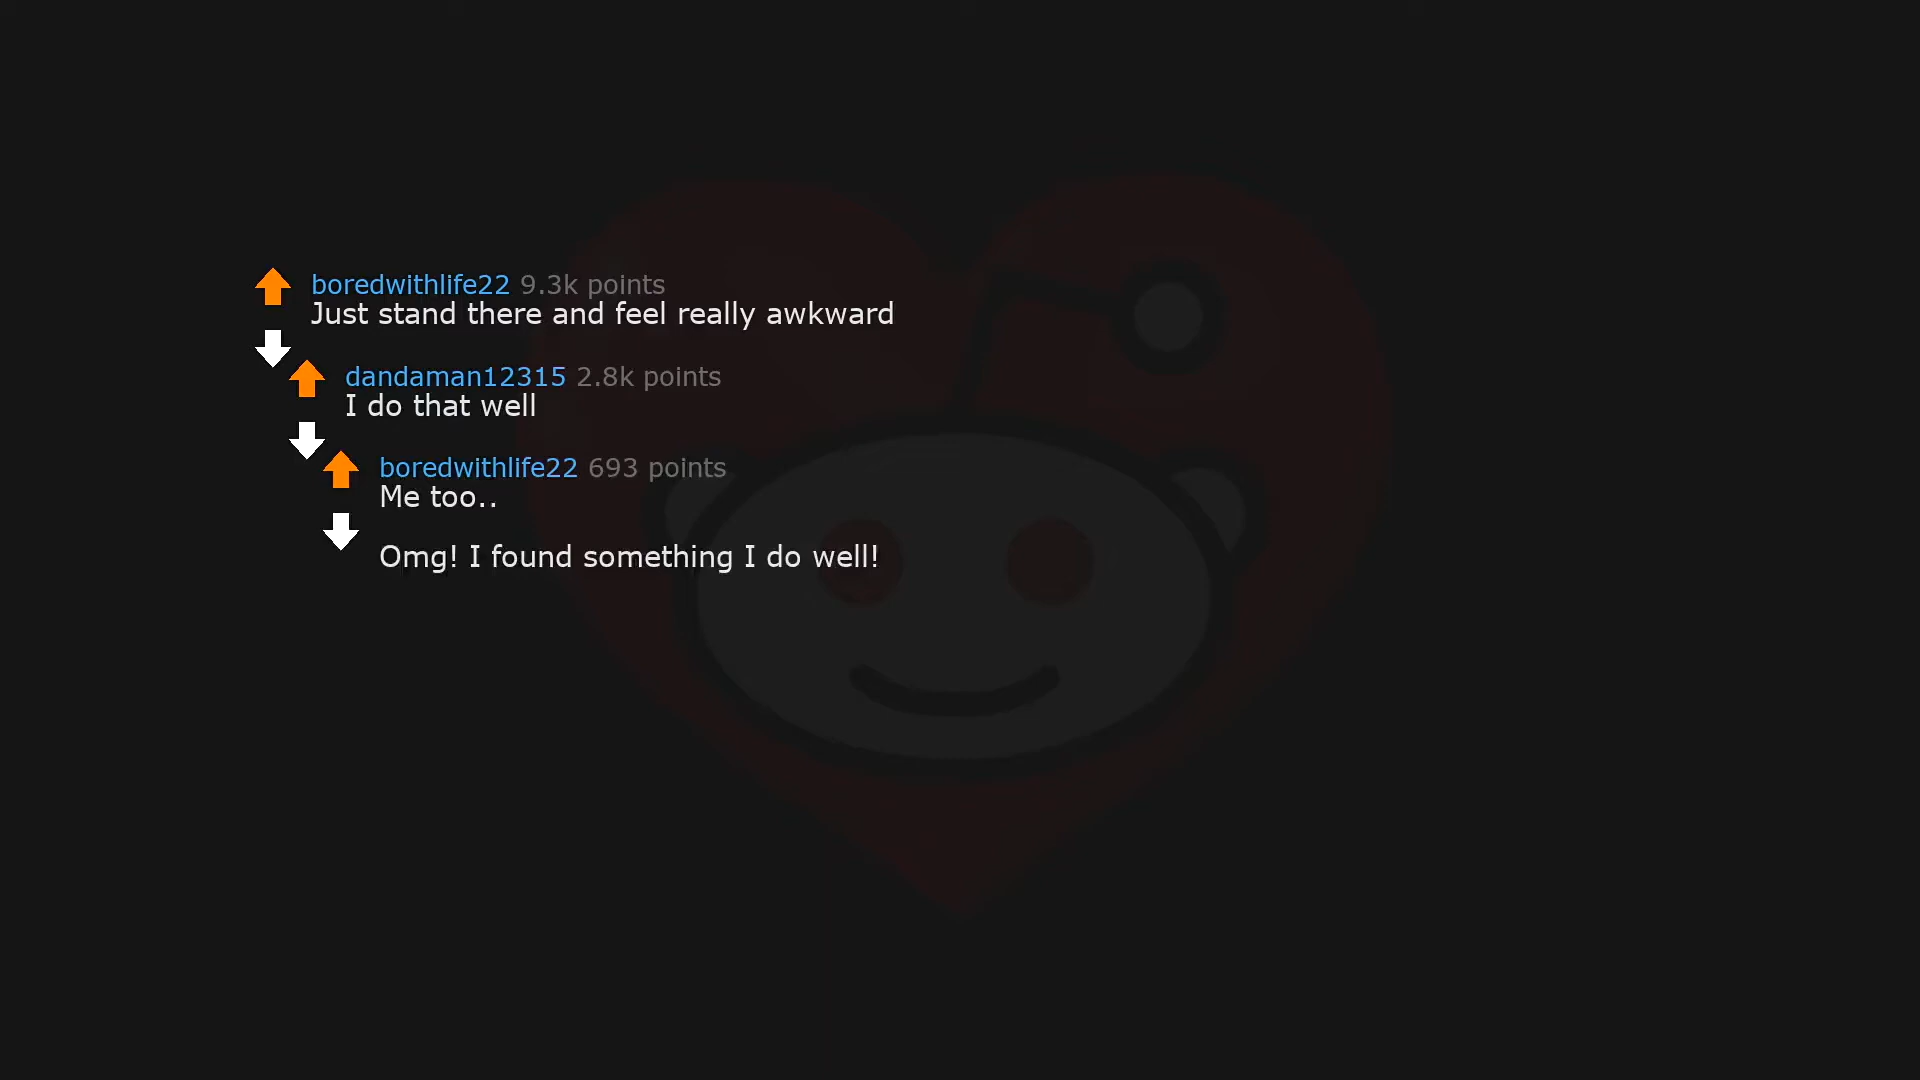 boredwithlife22 9.3k points
Just stand there and feel really awkward
dandaman12315 2.8k points
I do that well
boredwithlife22 693 points
Me too..
Omg! I found something I do well!